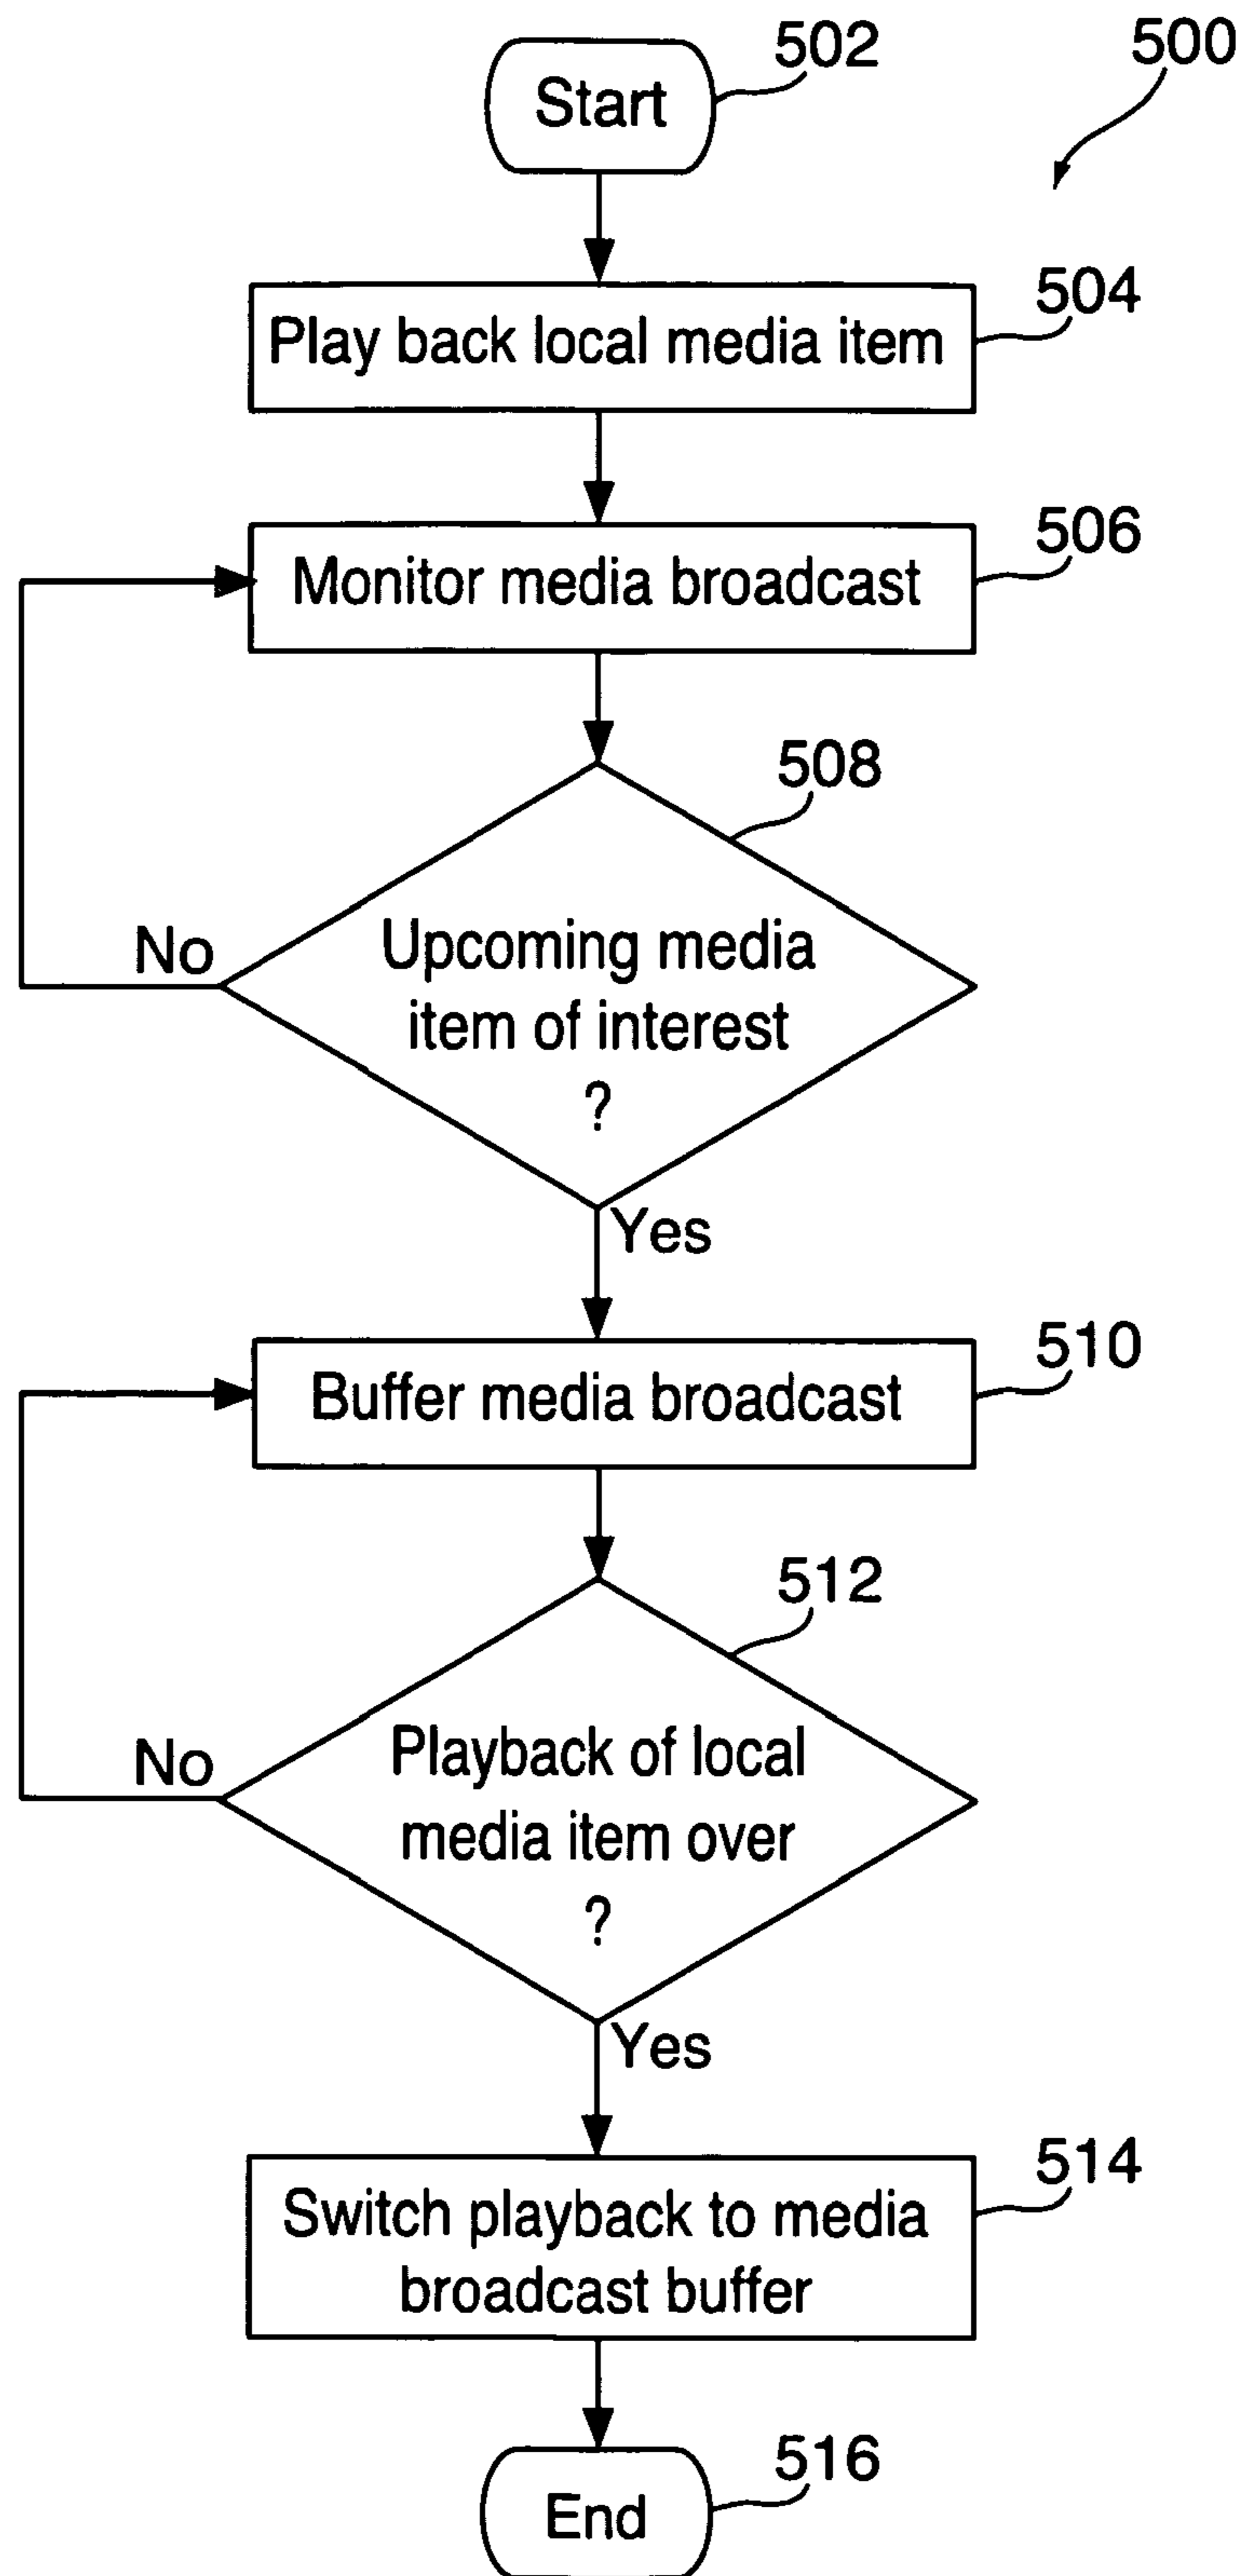 502
500
Start
504
Play back local media item
506
Monitor media broadcast
508
Upcoming media
item of interest
?
No
Yes
510
Buffer media broadcast
512
Playback of local
media item over
?
No
Yes
514
Switch playback to media
broadcast buffer
516
End